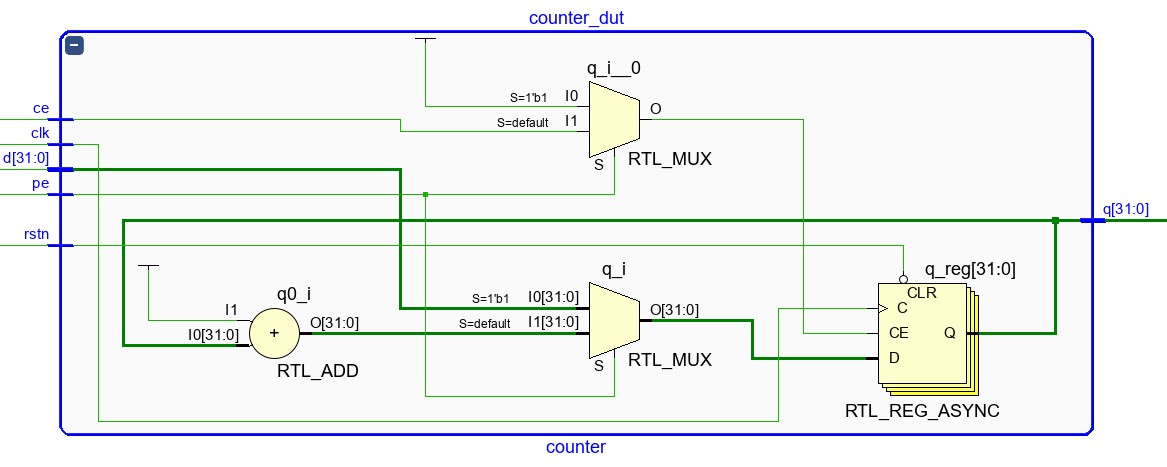 counter_dut
q_i__0
ce
S=1'b1 I0
O
S=default I1
clk
d[31:0]
S
RTL_MUX
pe
q[31:0]
rstn
q_i
q_reg[31:0]
q0_i
CLR
S=1'b1 I0[31:0]
I1
O[31:0]
C
+
O[31:0]
S=default I1[31:0]
I0[31:0]
CE
Q
S
RTL_MUX
D
RTL_ADD
RTL_REG_ASYNC
counter